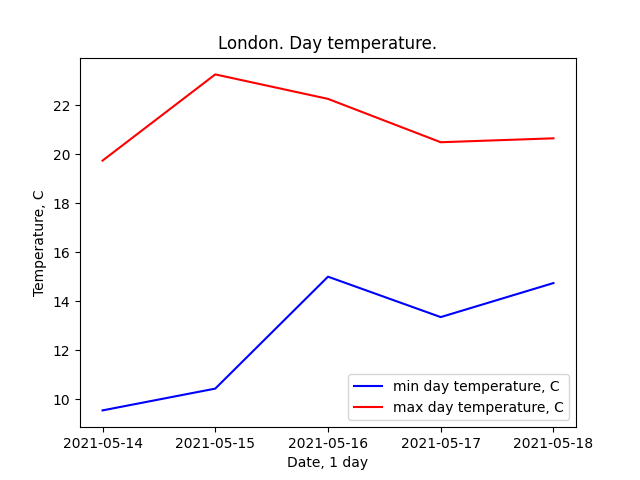 London. Day temperature.
Temperature, C
22
20
18
16
14
12
10
min day temperature, C
max day temperature, C
2021-05-14 2021-05-15 2021-05-16 2021-05-17 2021-05-18
Date, 1 day